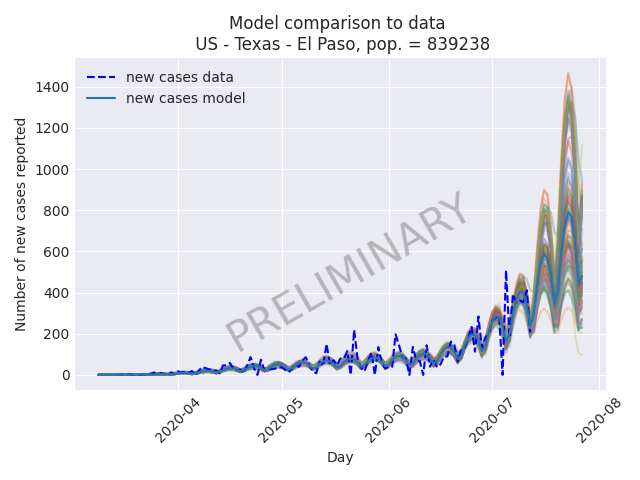 Model comparison to data
US - Texas - El Paso, pop. = 839238
new cases data
new cases model
Number of new cases reported
1400
1200
1000
800
600
400
200
0
PRELIMINARY
2020-04
2020-05
2020-06
2020-07
2020-08
Day